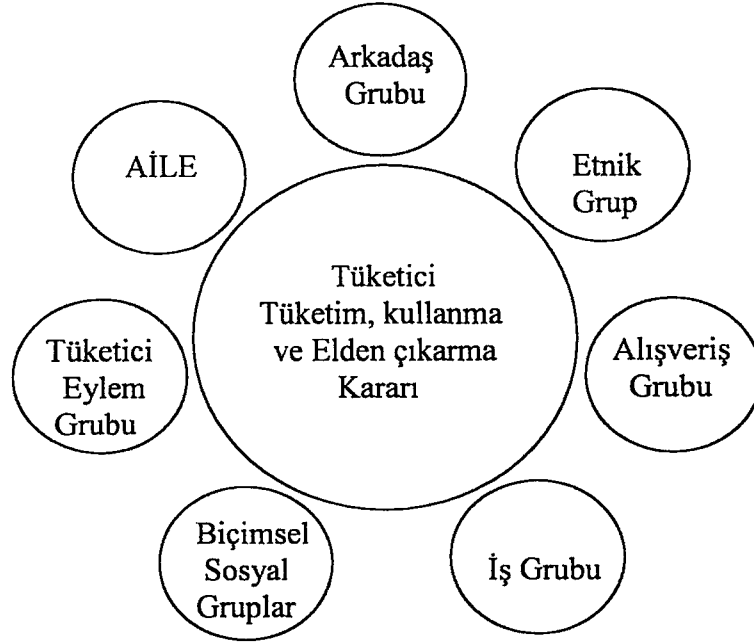 Arkadaş
Grubu
AİLE
Etnik
Grup
Tüketici
Tüketim, kullanma
ve Elden çıkarma
Kararı
Tüketici
Eylem
Grubu
Alışveriş
Grubu
Biçimsel
Sosyal
Gruplar
İş Grubu